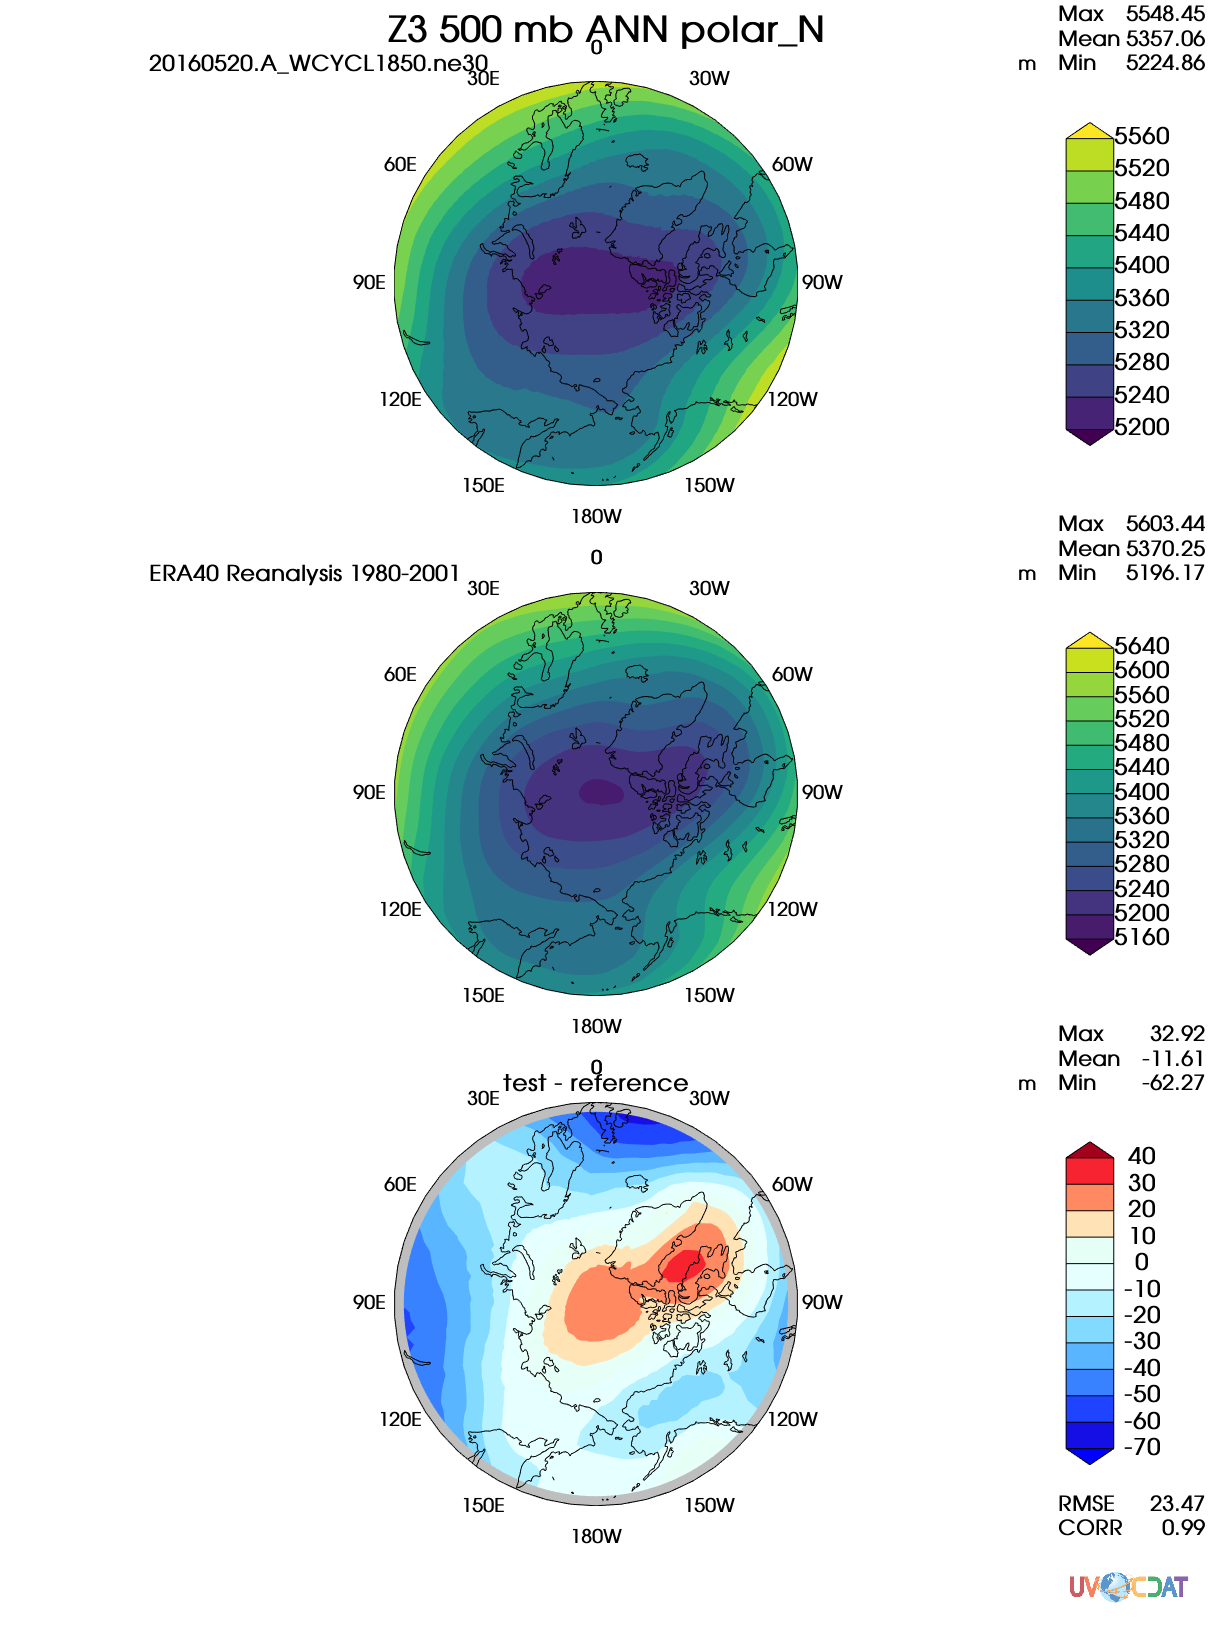 Z3 500 mb ANN polar_N
20160520.A_WCYCL1850.ne30
m
Max 5548.45
Mean 5357.06
Min 5224.86
0
30E
30W
60E
60W
90E
90W
120E
120W
150E
150W
180W
5560
5520
5480
5440
5400
5360
5320
5280
5240
5200
ERA40 Reanalysis 1980-2001
m
Max 5603.44
Mean 5370.25
Min 5196.17
0
30E
30W
60E
60W
90E
90W
120E
120W
150E
150W
180W
5640
5600
5560
5520
5480
5440
5400
5360
5320
5280
5240
5200
5160
test - reference
m
Max 32.92
Mean -11.61
Min -62.27
0
30E
30W
60E
60W
90E
90W
120E
120W
150E
150W
180W
40
30
20
10
0
-10
-20
-30
-40
-50
-60
-70
RMSE 23.47
CORR 0.99
UV CDAT